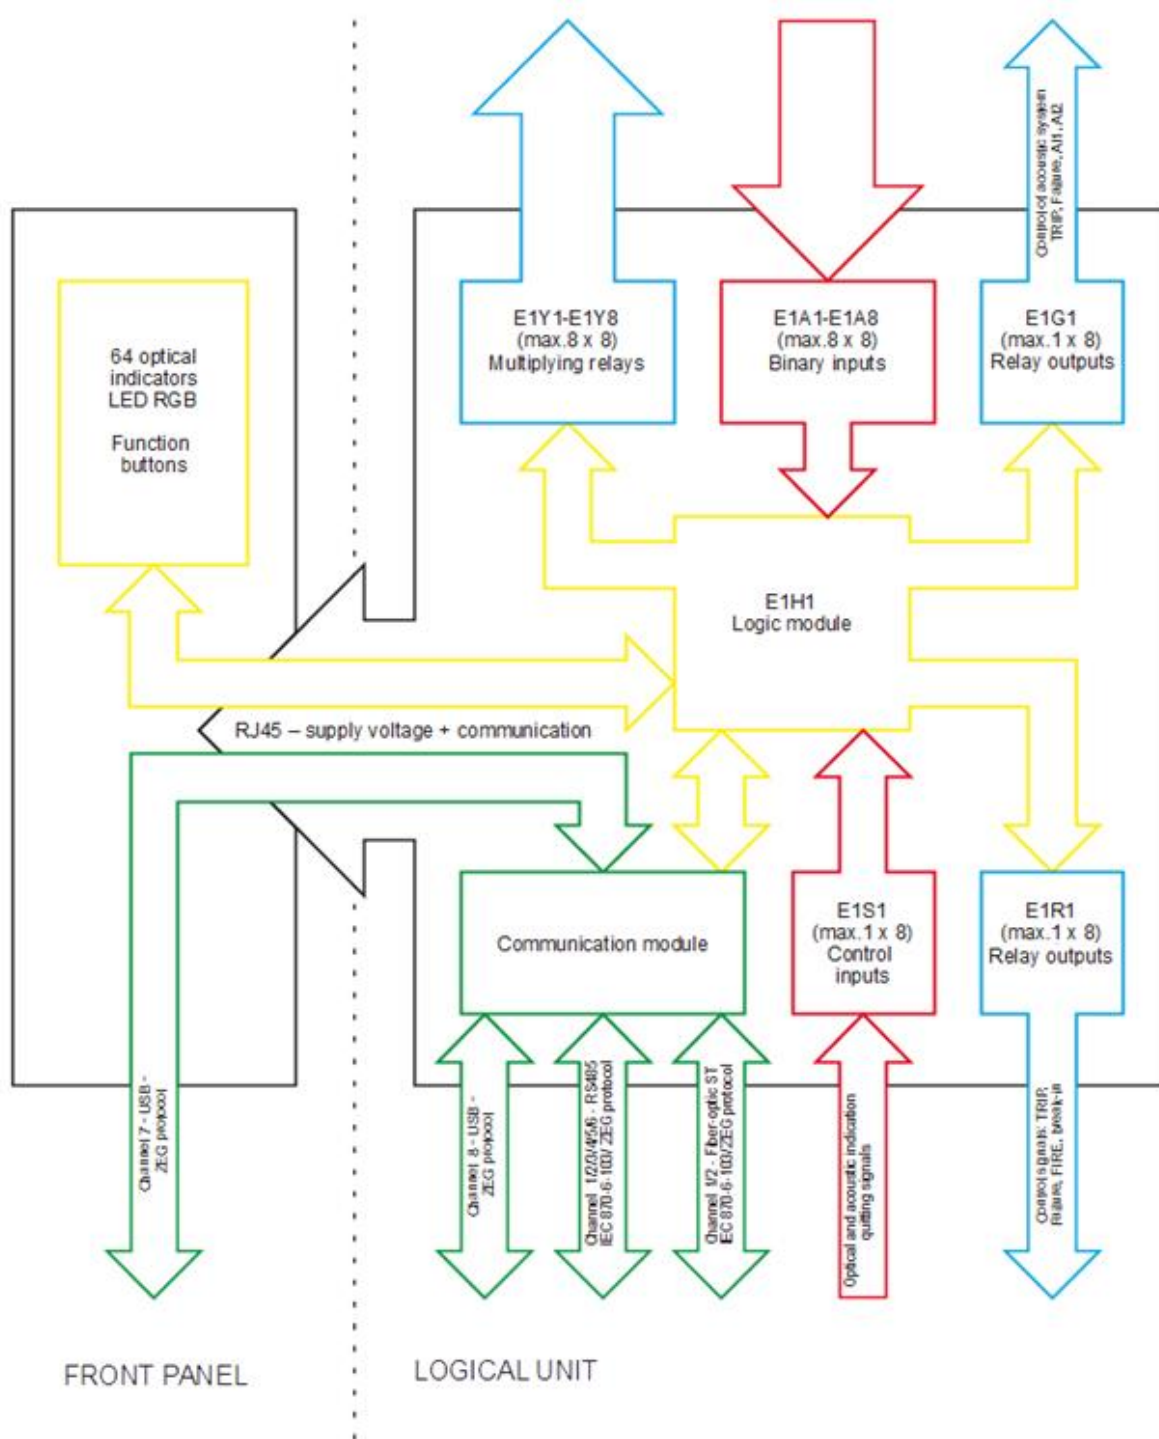 Control of acoustic system
TRIP, Failure, Al1, Al2
E1Y1-E1Y8
(max.8 x 8)
Multiplying relays
E1A1-E1A8
(max.8 x 8)
Binary inputs
E1G1
(max.1 x 8)
Relay outputs
64 optical
indicators
LED RGB
Function
buttons
E1H1
Logic module
RJ45 – supply voltage + communication
Communication module
E1S1
(max.1 x 8)
Control
inputs
E1R1
(max.1 x 8)
Relay outputs
Channel 7 - USB -
ZEG protocol
Channel 8 - USB -
ZEG protocol
Channel 1/2/3/4/5/6 - RS485
IEC 870-6-103/ ZEG protocol
Channel 1/2 - Fiber-optic ST
IEC 870-6-103/ZEG protocol
Optical and acoustic indication
quitting signals
Control signals: TRIP,
Failure, FIRE, break-in
FRONT PANEL
LOGICAL UNIT